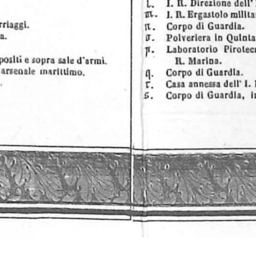 rriaggi.
a.
positi e sopra sale d'armi.
arsenale marittimo.
l. I. R. Direzione dell'
m. I. R. Ergastolo milita
n. Corpo di Guardia.
o. Polveriera in Quinta
p. Laboratorio Pirotec
R. Marina.
q. Corpo di Guardia.
r. Casa annessa dell' I.
s. Corpo di Guardia, i